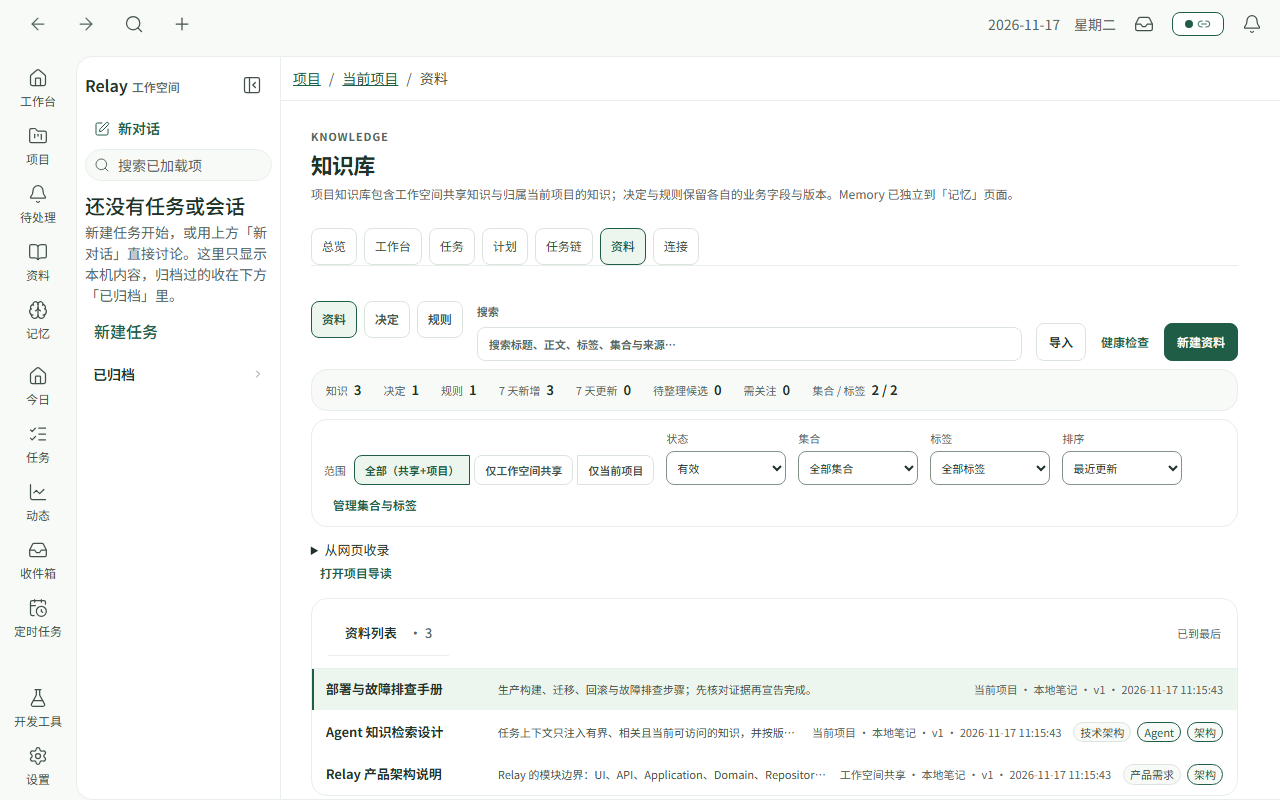 2026-11-17 星期二
工作台
项目
待处理
资料
记忆
今日
任务
动态
收件箱
定时任务
开发工具
设置
Relay 工作空间
新对话
搜索已加载项
还没有任务或会话
新建任务开始，或用上方「新
对话」直接讨论。这里只显示
本机内容，归档过的收在下方
「已归档」里。
新建任务
已归档
项目 / 当前项目 / 资料
KNOWLEDGE
知识库
项目知识库包含工作空间共享知识与归属当前项目的知识；决定与规则保留各自的业务字段与版本。Memory 已独立到「记忆」页面。
总览 工作台 任务 计划 任务链 资料 连接
资料 决定 规则
搜索
搜索标题、正文、标签、集合与来源…
导入 健康检查 新建资料
知识 3 决定 1 规则 1 7 天新增 3 7 天更新 0 待整理候选 0 需关注 0 集合 / 标签 2 / 2
范围 全部（共享+项目） 仅工作空间共享 仅当前项目
状态 集合 标签 排序
有效 全部集合 全部标签 最近更新
管理集合与标签
从网页收录
打开项目导读
资料列表 · 3 已到最后
部署与故障排查手册 生产构建、迁移、回滚与故障排查步骤；先核对证据再宣告完成。 当前项目 · 本地笔记 · v1 · 2026-11-17 11:15:43
Agent 知识检索设计 任务上下文只注入有界、相关且当前可访问的知识，并按版… 当前项目 · 本地笔记 · v1 · 2026-11-17 11:15:43 技术架构 Agent 架构
Relay 产品架构说明 Relay 的模块边界：UI、API、Application、Domain、Repositor… 工作空间共享 · 本地笔记 · v1 · 2026-11-17 11:15:43 产品需求 架构